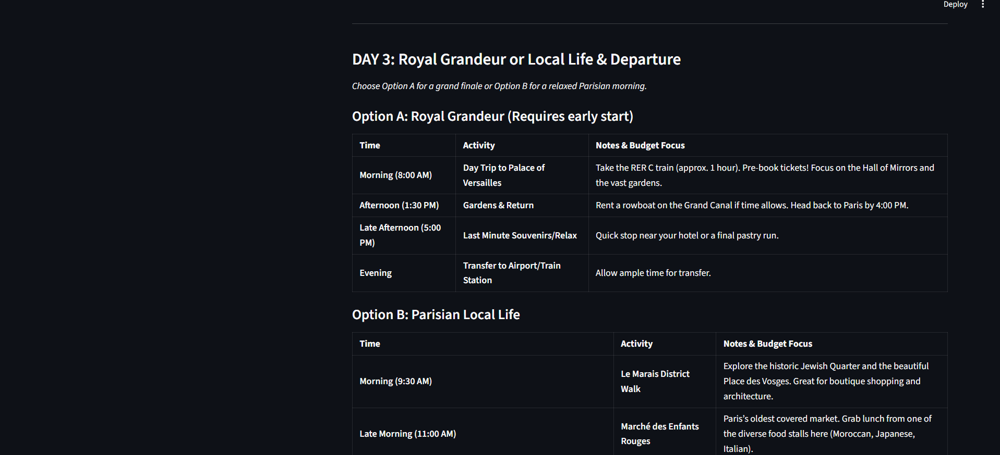 Deploy
DAY 3: Royal Grandeur or Local Life & Departure
Choose Option A for a grand finale or Option B for a relaxed Parisian morning.
Option A: Royal Grandeur (Requires early start)
Time Activity Notes & Budget Focus
Morning (8:00 AM)
Day Trip to Palace of
Versailles
Take the RER C train (approx. 1 hour). Pre-book tickets! Focus on the Hall of Mirrors and
the vast gardens.
Afternoon (1:30 PM) Gardens & Return Rent a rowboat on the Grand Canal if time allows. Head back to Paris by 4:00 PM.
Late Afternoon (5:00
PM)
Last Minute Souvenirs/Relax
Quick stop near your hotel or a final pastry run.
Evening
Transfer to Airport/Train
Station
Allow ample time for transfer.
Option B: Parisian Local Life
Time Activity Notes & Budget Focus
Morning (9:30 AM)
Le Marais District
Walk
Explore the historic Jewish Quarter and the beautiful
Place des Vosges. Great for boutique shopping and
architecture.
Late Morning (11:00 AM)
Marché des Enfants
Rouges
Paris’s oldest covered market. Grab lunch from one of
the diverse food stalls here (Moroccan, Japanese,
Italian).